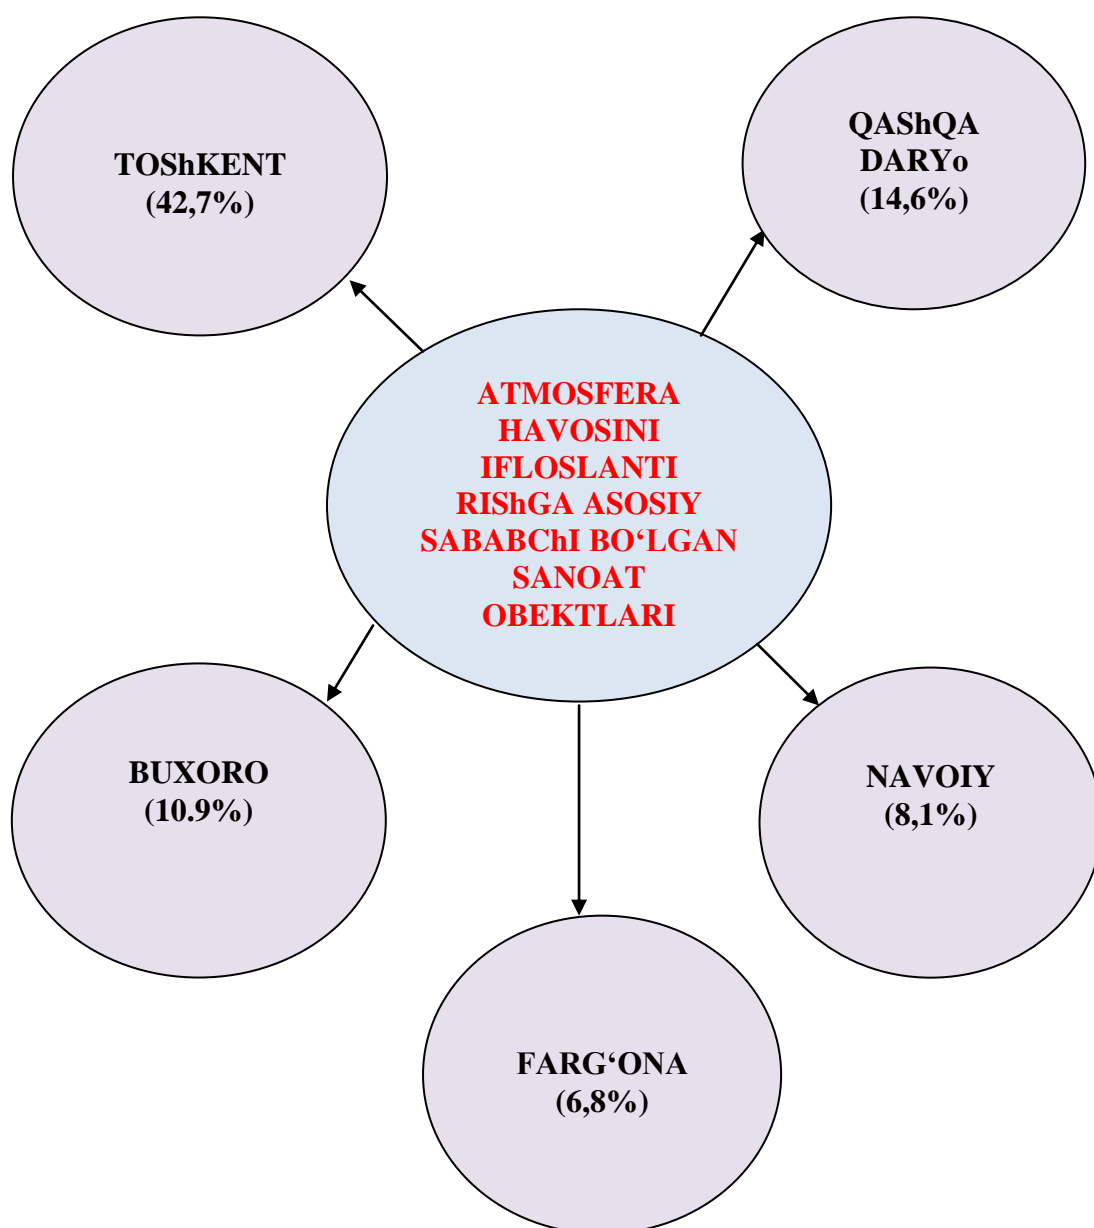 TOShKENT
(42,7%)
QAShQA
DARYo
(14,6%)
ATMOSFERA
HAVOSINI
IFLOSLANTI
RIShGA ASOSIY
SABABChI BO‘LGAN
SANOAT
OBEKTLARI
BUXORO
(10.9%)
NAVOIY
(8,1%)
FARG‘ONA
(6,8%)